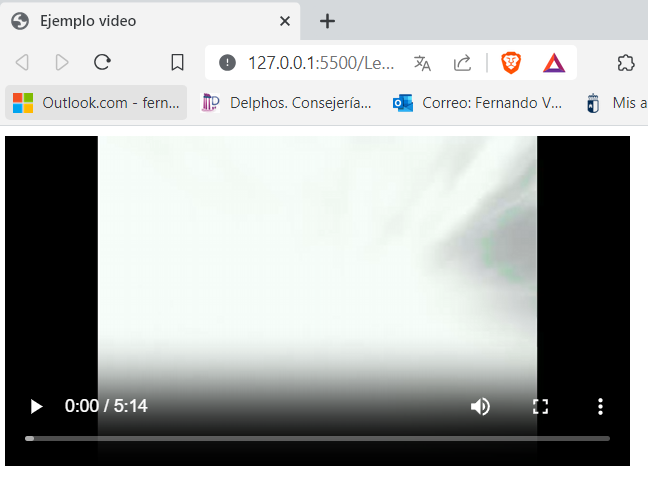 Ejemplo video
127.0.0.1:5500/Le...
Outlook.com - fern... Delphos. Consejería... Correo: Fernando V... Mis a
0:00 / 5:14